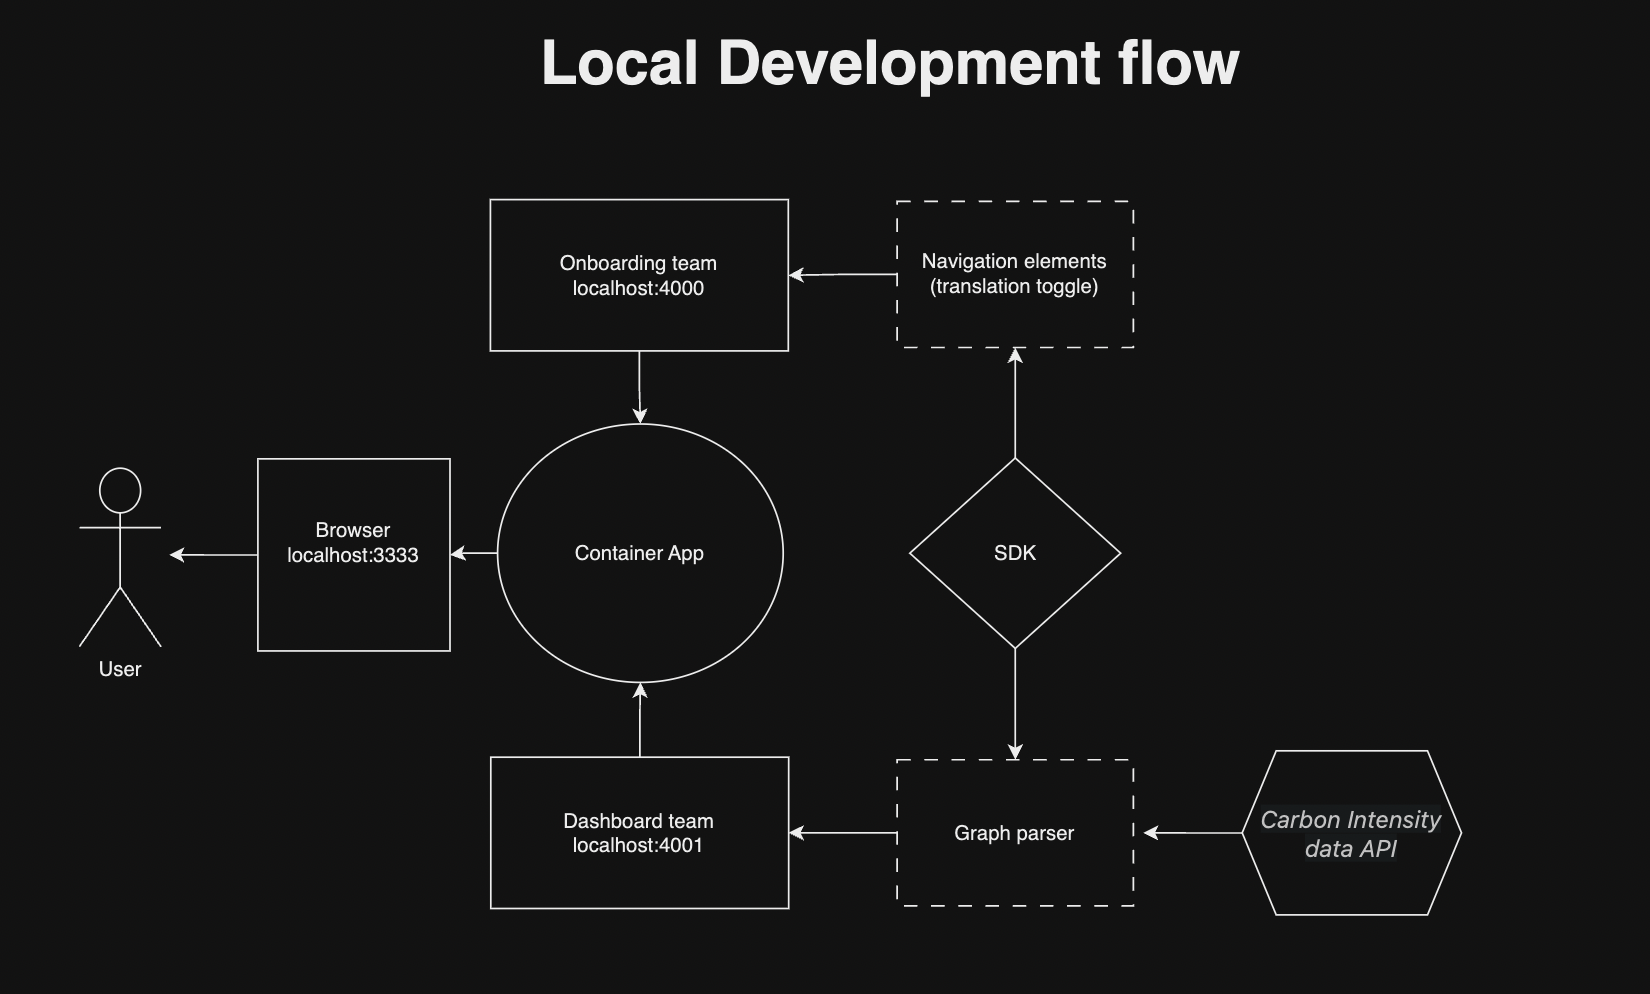 Local Development flow
Onboarding team
localhost:4000
Navigation elements
(translation toggle)
Browser
localhost:3333
Container App
SDK
User
Dashboard team
localhost:4001
Graph parser
Carbon Intensity
data API